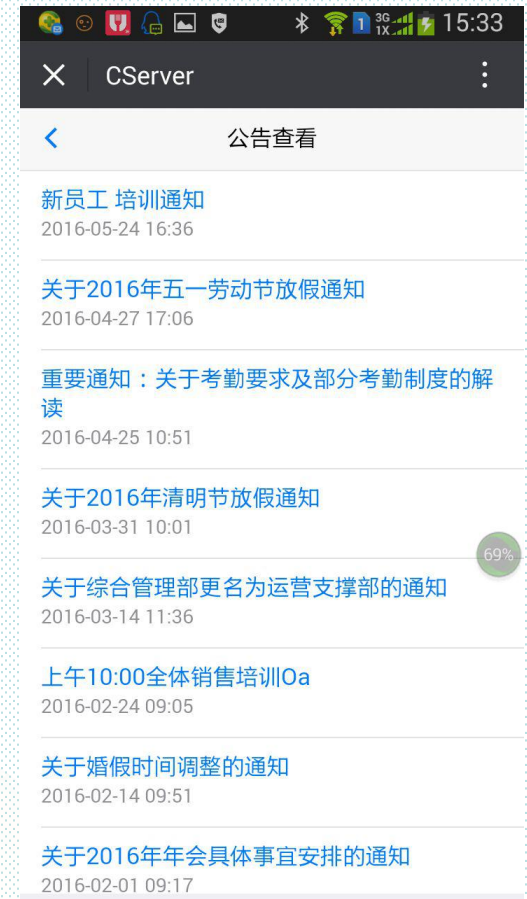 3G
1X
1
15:33
CServer
公告查看
新员工 培训通知
2016-05-24 16:36
关于2016年五一劳动节放假通知
2016-04-27 17:06
重要通知：关于考勤要求及部分考勤制度的解
读
2016-04-25 10:51
关于2016年清明节放假通知
2016-03-31 10:01
69%
关于综合管理部更名为运营支撑部的通知
2016-03-14 11:36
上午10:00全体销售培训Oa
2016-02-24 09:05
关于婚假时间调整的通知
2016-02-14 09:51
关于2016年年会具体事宜安排的通知
2016-02-01 09:17